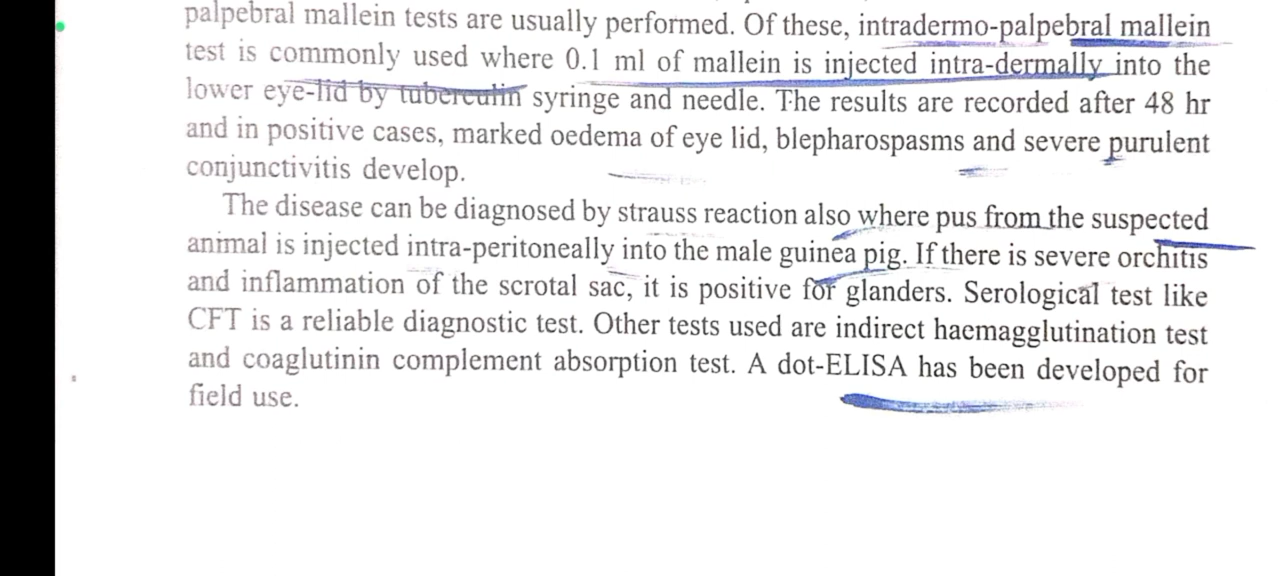 palpebral mallein tests are usually performed. Of these, intradermo-palpebral mallein
test is commonly used where 0.1 ml of mallein is injected intra-dermally into the
lower eye-lid by tuberculin syringe and needle. The results are recorded after 48 hr
and in positive cases, marked oedema of eye lid, blepharospasms and severe purulent
conjunctivitis develop.
The disease can be diagnosed by strauss reaction also where pus from the suspected
animal is injected intra-peritoneally into the male guinea pig. If there is severe orchitis
and inflammation of the scrotal sac, it is positive for glanders. Serological test like
CFT is a reliable diagnostic test. Other tests used are indirect haemagglutination test
and coaglutinin complement absorption test. A dot-ELISA has been developed for
field use.